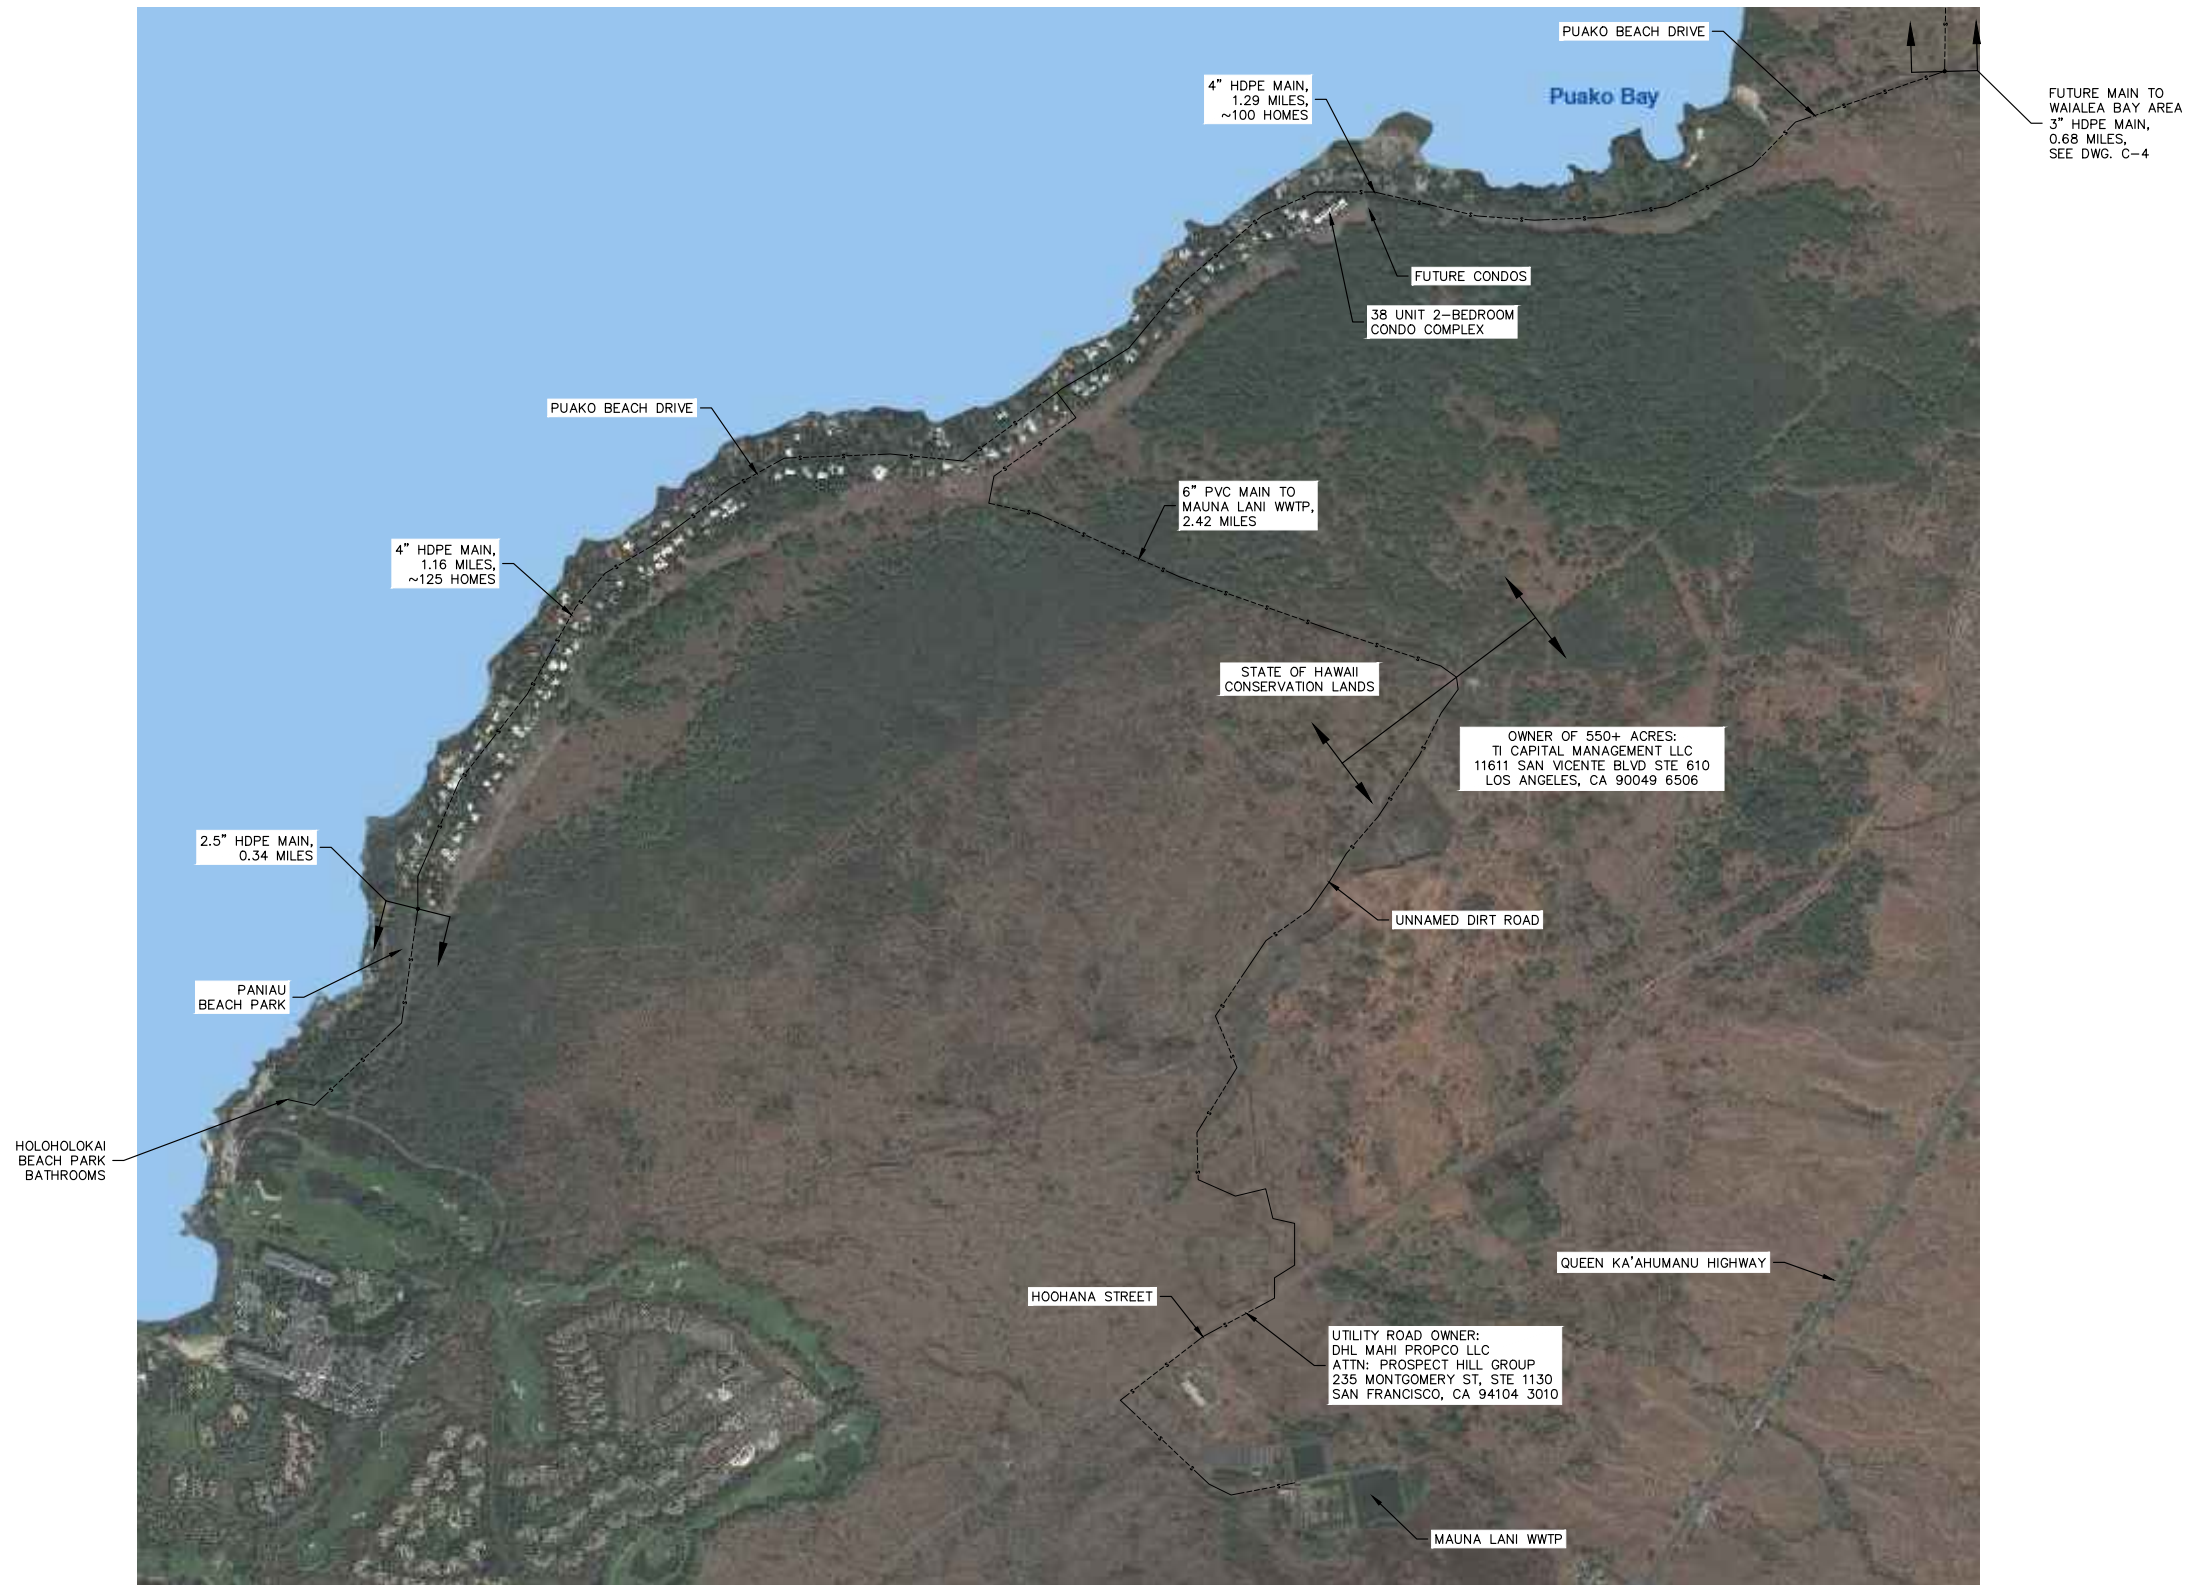 PUAKO BEACH DRIVE
4" HDPE MAIN,
1.29 MILES,
~100 HOMES
Puako Bay
FUTURE MAIN TO
WAIALEA BAY AREA
3" HDPE MAIN,
0.68 MILES,
SEE DWG. C-4
FUTURE CONDOS
38 UNIT 2-BEDROOM
CONDO COMPLEX
PUAKO BEACH DRIVE
6" PVC MAIN TO
MAUNA LANI WWTP,
2.42 MILES
4" HDPE MAIN,
1.16 MILES,
~125 HOMES
STATE OF HAWAII
CONSERVATION LANDS
OWNER OF 550+ ACRES:
TI CAPITAL MANAGEMENT LLC
11611 SAN VICENTE BLVD STE 610
LOS ANGELES, CA 90049 6506
2.5" HDPE MAIN,
0.34 MILES
UNNAMED DIRT ROAD
PANIAU
BEACH PARK
HOLOHOLOKAI
BEACH PARK
BATHROOMS
QUEEN KA'AHUMANU HIGHWAY
HOOHANA STREET
UTILITY ROAD OWNER:
DHL MAHI PROPCO LLC
ATTN: PROSPECT HILL GROUP
235 MONTGOMERY ST, STE 1130
SAN FRANCISCO, CA 94104 3010
MAUNA LANI WWTP